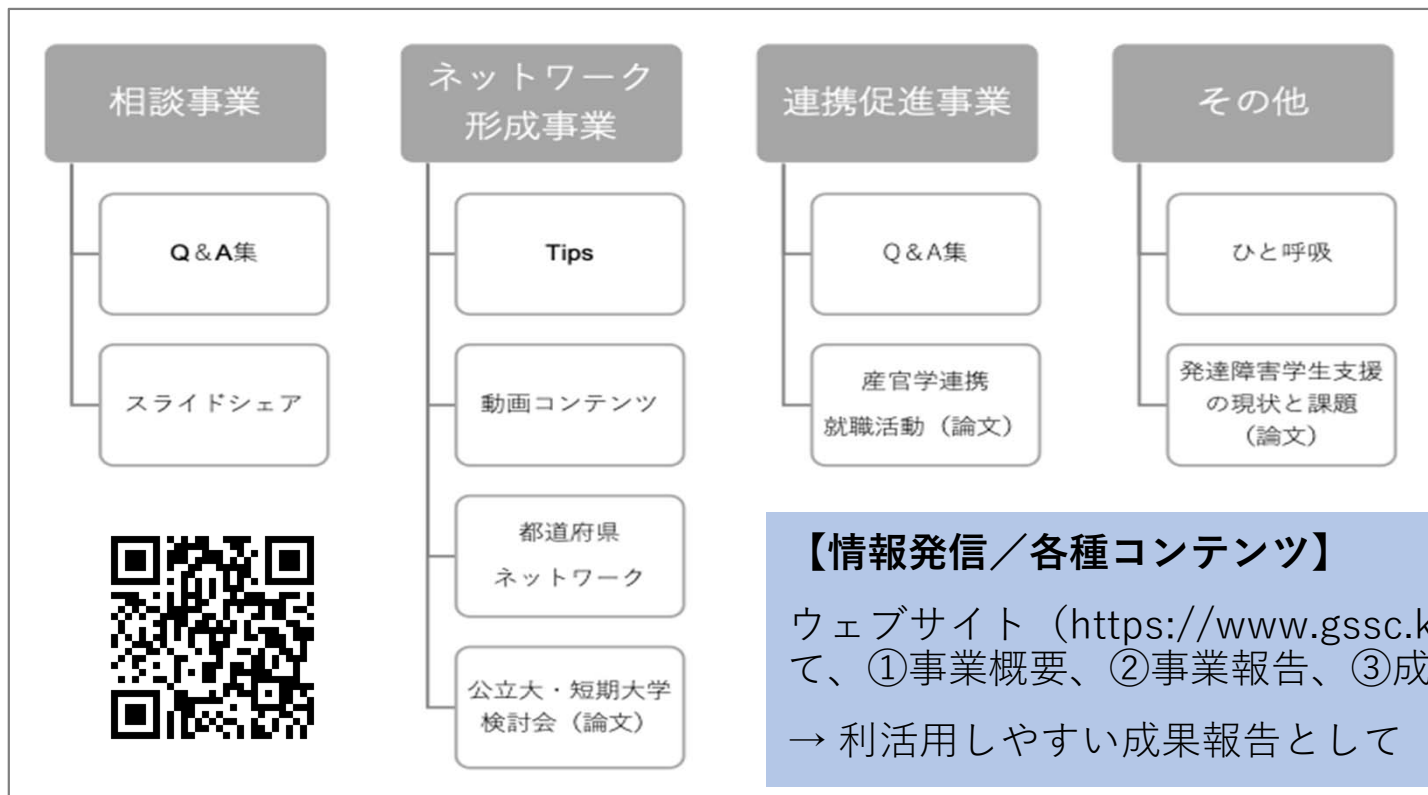 相談事業
Q＆A集
スライドシェア
ネットワーク
形成事業
Tips
動画コンテンツ
都道府県
ネットワーク
公立大・短期大学
検討会（論文）
連携促進事業
Q＆A集
産官学連携
就職活動（論文）
その他
ひと呼吸
発達障害学生支援
の現状と課題
（論文）
【情報発信／各種コンテンツ】
ウェブサイト（https://www.gssc.k
て、①事業概要、②事業報告、③成
→ 利活用しやすい成果報告として